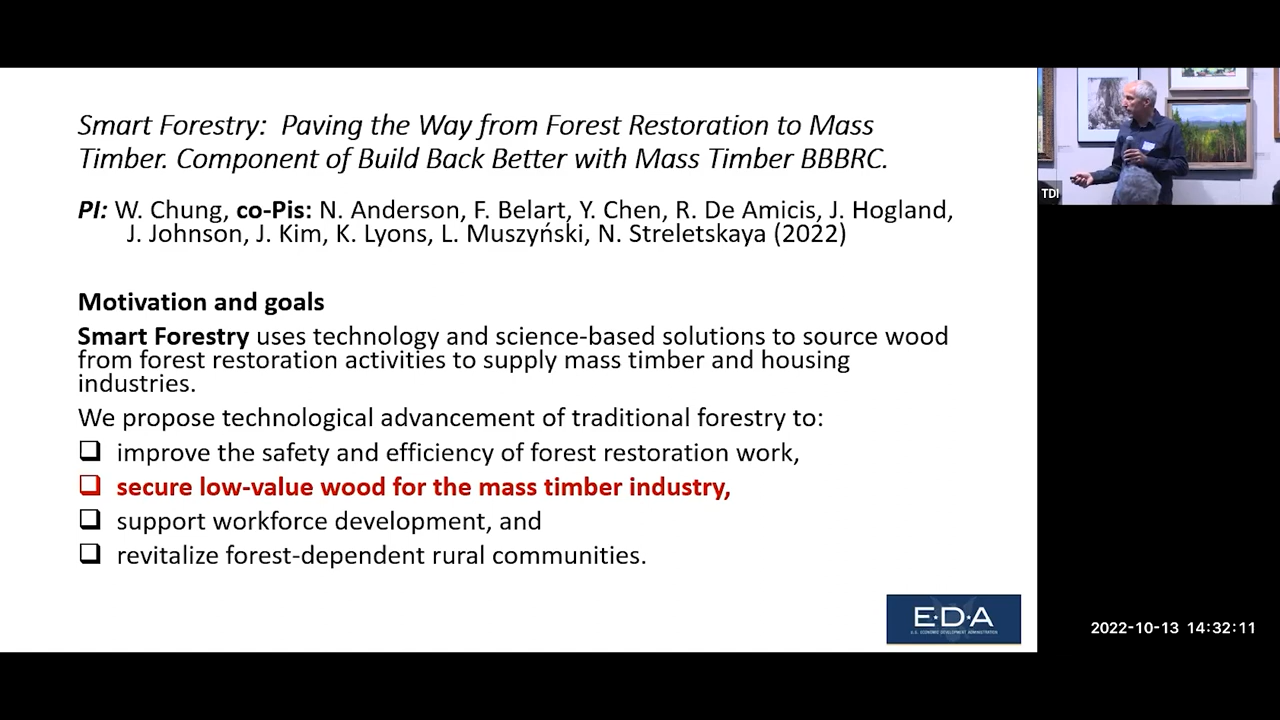 Smart Forestry: Paving the Way from Forest Restoration to Mass
Timber. Component of Build Back Better with Mass Timber BBBRC.
PI: W. Chung, co-Pis: N. Anderson, F. Belart, Y. Chen, R. De Amicis, J. Hogland,
J. Johnson, J. Kim, K. Lyons, L. Muszyński, N. Streletskaya (2022)
Motivation and goals
Smart Forestry uses technology and science-based solutions to source wood
from forest restoration activities to supply mass timber and housing
industries.
We propose technological advancement of traditional forestry to:
improve the safety and efficiency of forest restoration work,
secure low-value wood for the mass timber industry,
support workforce development, and
revitalize forest-dependent rural communities.
E·D·A
U.S. ECONOMIC DEVELOPMENT ADMINISTRATION
TDI
2022-10-13 14:32:11